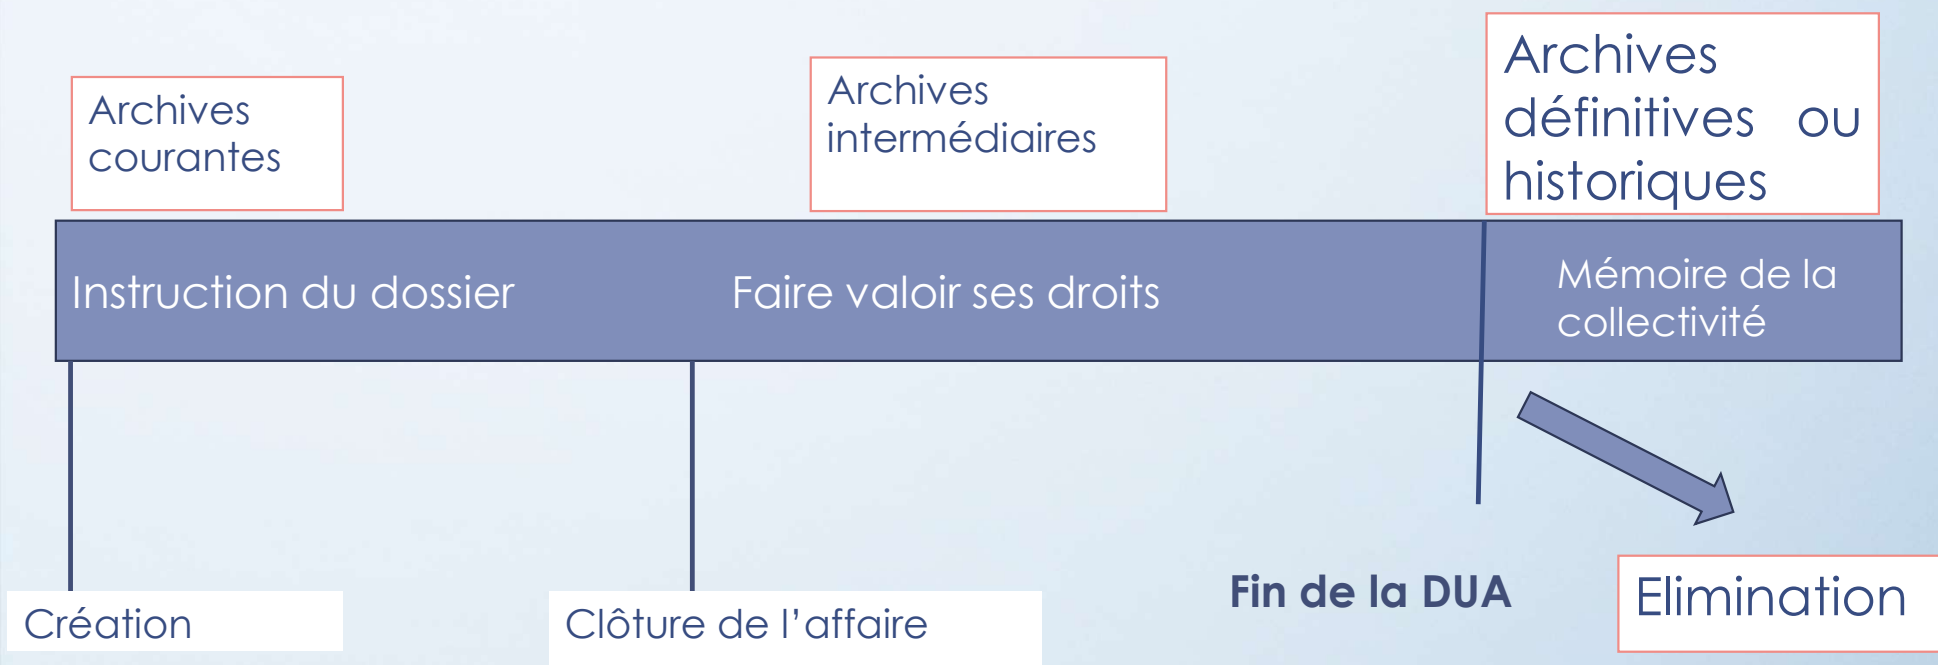 Archives
courantes
Archives
intermédiaires
Archives
définitives ou
historiques
Instruction du dossier
Faire valoir ses droits
Mémoire de la
collectivité
Création
Clôture de l'affaire
Fin de la DUA
Elimination